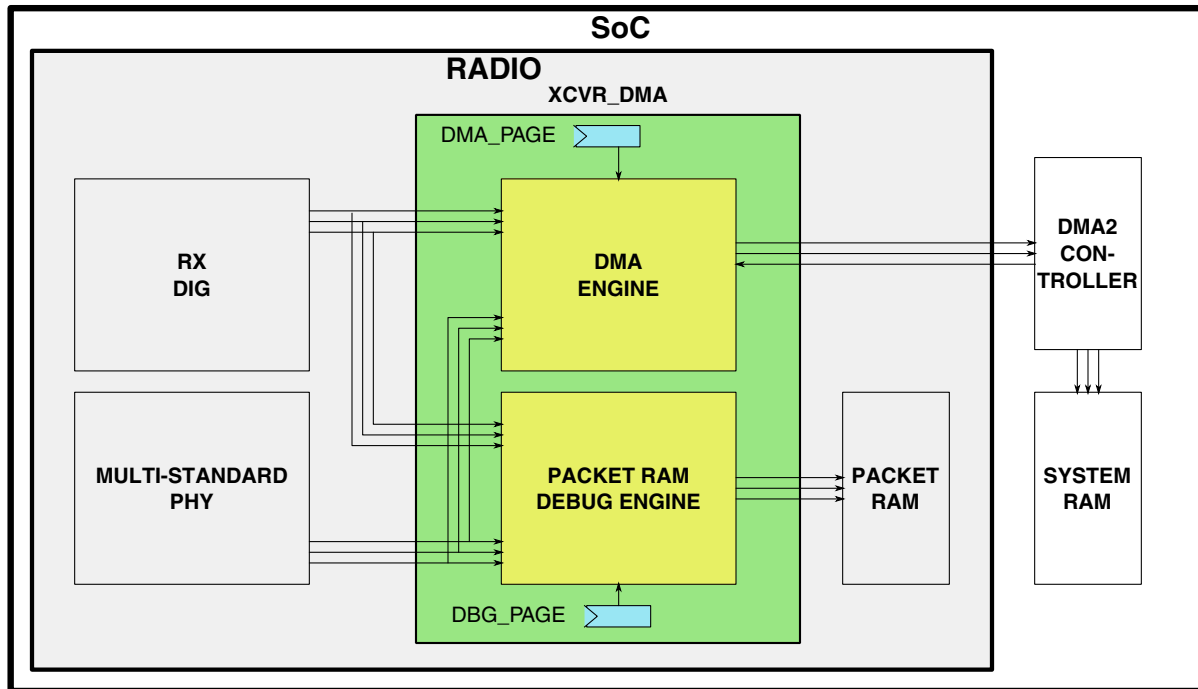 SoC
RADIO
XCVR_DMA
DMA_PAGE
RX
DIG
DMA
ENGINE
DMA2
CON-
TROLLER
MULTI-STANDARD
PHY
PACKET RAM
DEBUG ENGINE
PACKET
RAM
SYSTEM
RAM
DBG_PAGE